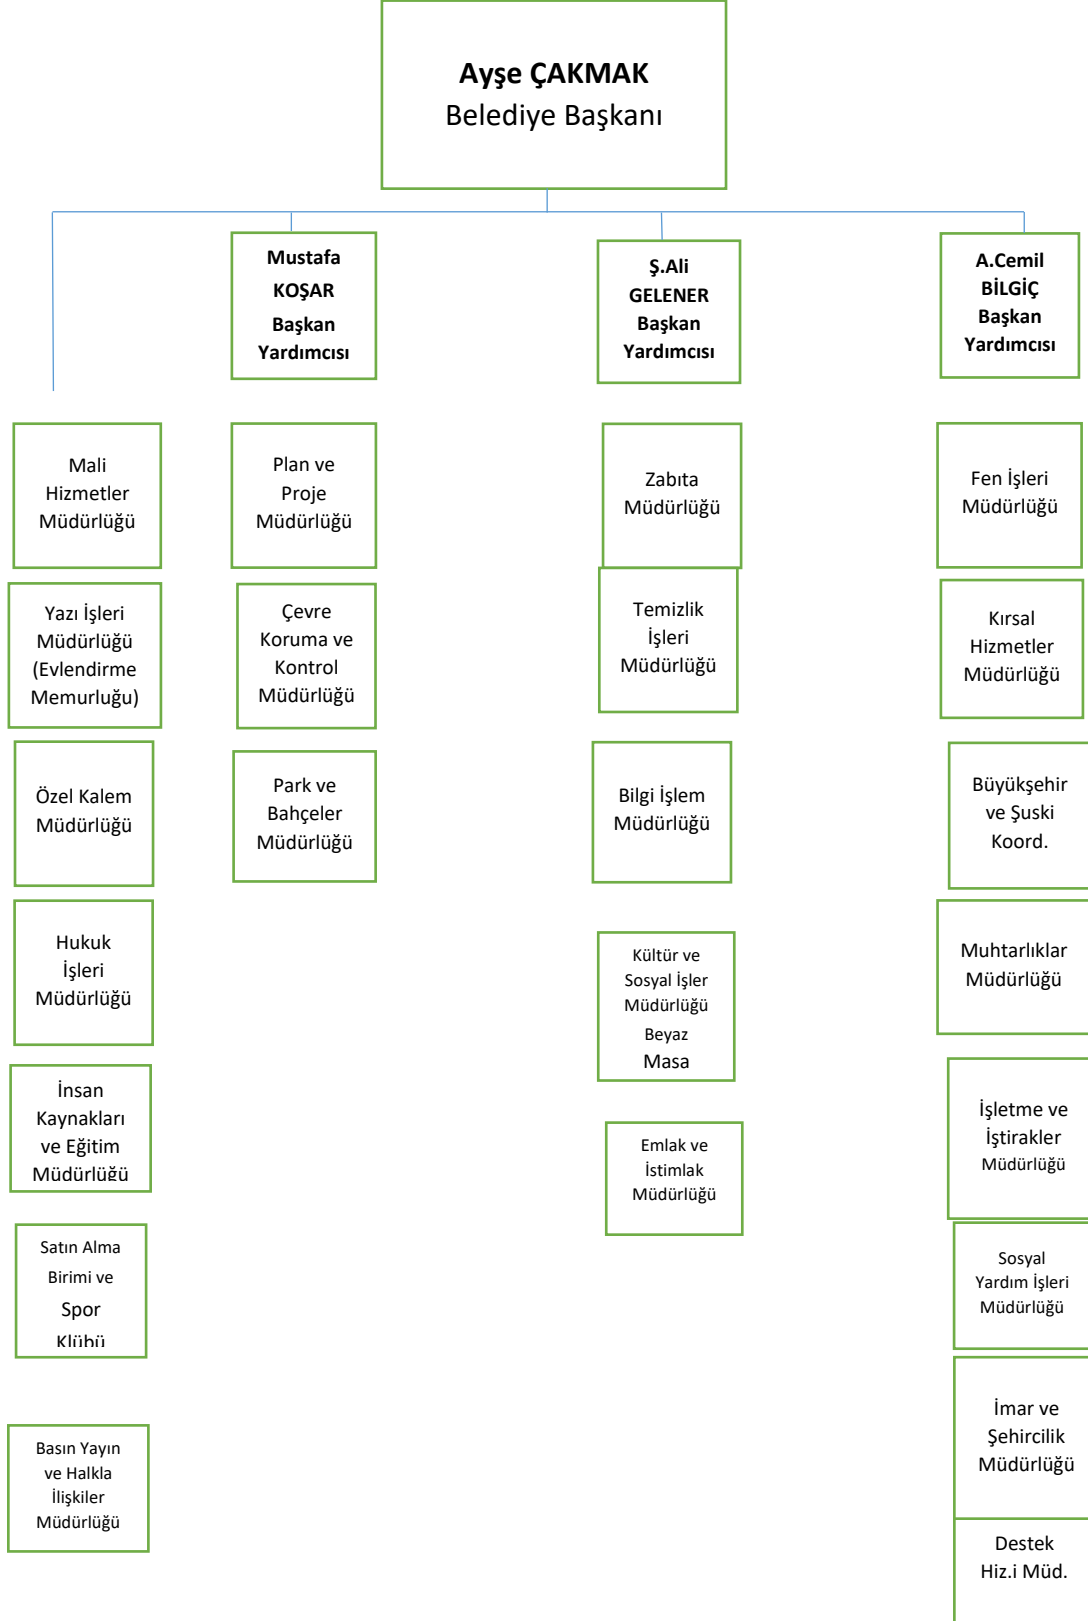 Ayşe ÇAKMAK
Belediye Başkanı
Mustafa
KOŞAR
Başkan
Yardımcısı
Ş.Ali
GELENER
Başkan
Yardımcısı
A.Cemil
BİLGİÇ
Başkan
Yardımcısı
Mali
Hizmetler
Müdürlüğü
Yazı İşleri
Müdürlüğü
(Evlendirme
Memurluğu)
Özel Kalem
Müdürlüğü
Hukuk
İşleri
Müdürlüğü
İnsan
Kaynakları
ve Eğitim
Müdürlüğü
Satın Alma
Birimi ve
Spor
Klübü
Basın Yayın
ve Halkla
İlişkiler
Müdürlüğü
Plan ve
Proje
Müdürlüğü
Çevre
Koruma ve
Kontrol
Müdürlüğü
Park ve
Bahçeler
Müdürlüğü
Zabıta
Müdürlüğü
Temizlik
İşleri
Müdürlüğü
Bilgi İşlem
Müdürlüğü
Kültür ve
Sosyal İşler
Müdürlüğü
Beyaz
Masa
Emlak ve
İstimlak
Müdürlüğü
Fen İşleri
Müdürlüğü
Kırsal
Hizmetler
Müdürlüğü
Büyükşehir
ve Şuski
Koord.
Muhtarlıklar
Müdürlüğü
İşletme ve
İştirakler
Müdürlüğü
Sosyal
Yardım İşleri
Müdürlüğü
İmar ve
Şehircilik
Müdürlüğü
Destek
Hiz.i Müd.